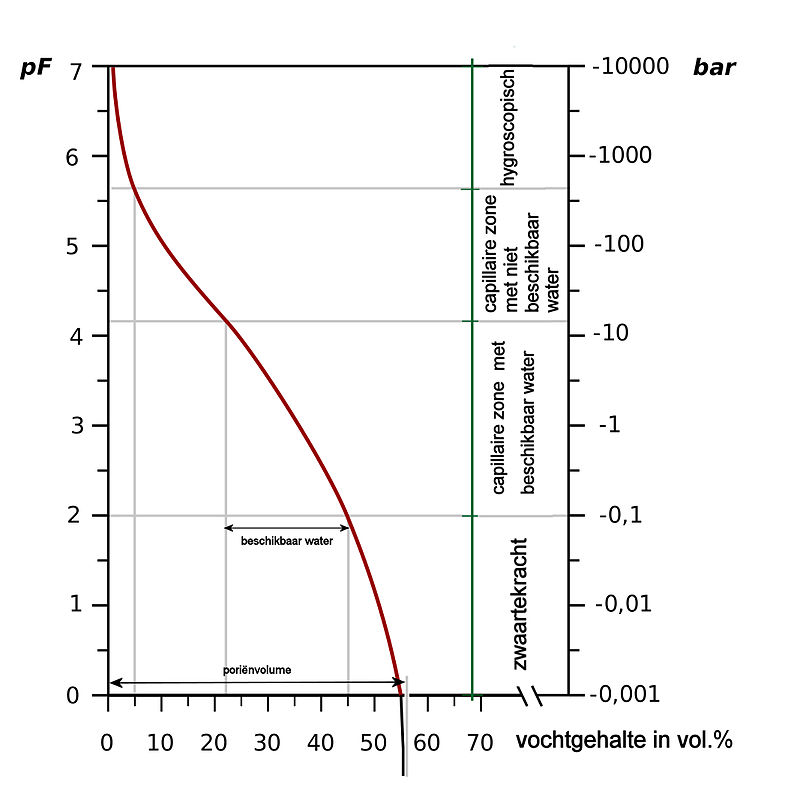 pF
7
6
5
4
3
2
1
0
-10000
bar
-1000
-100
-10
-1
-0,1
-0,01
-0,001
hygroscopisch
capillaire zone
met niet
beschikbaar
water
capillaire zone met
beschikbaar water
zwaartekracht
beschikbaar water
poriënvolume
0 10 20 30 40 50 60 70 vochtgehalte in vol.%